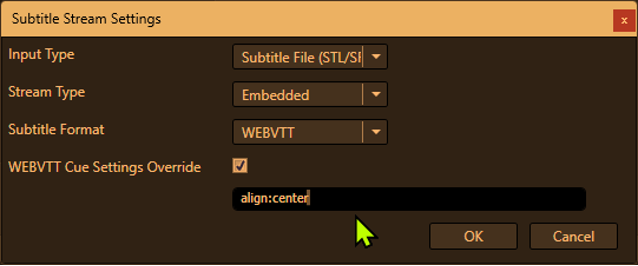 Subtitle Stream Settings
x
Input Type
Subtitle File (STL/SI
Stream Type
Embedded
Subtitle Format
WEBVTT
WEBVTT Cue Settings Override
align:center
OK
Cancel